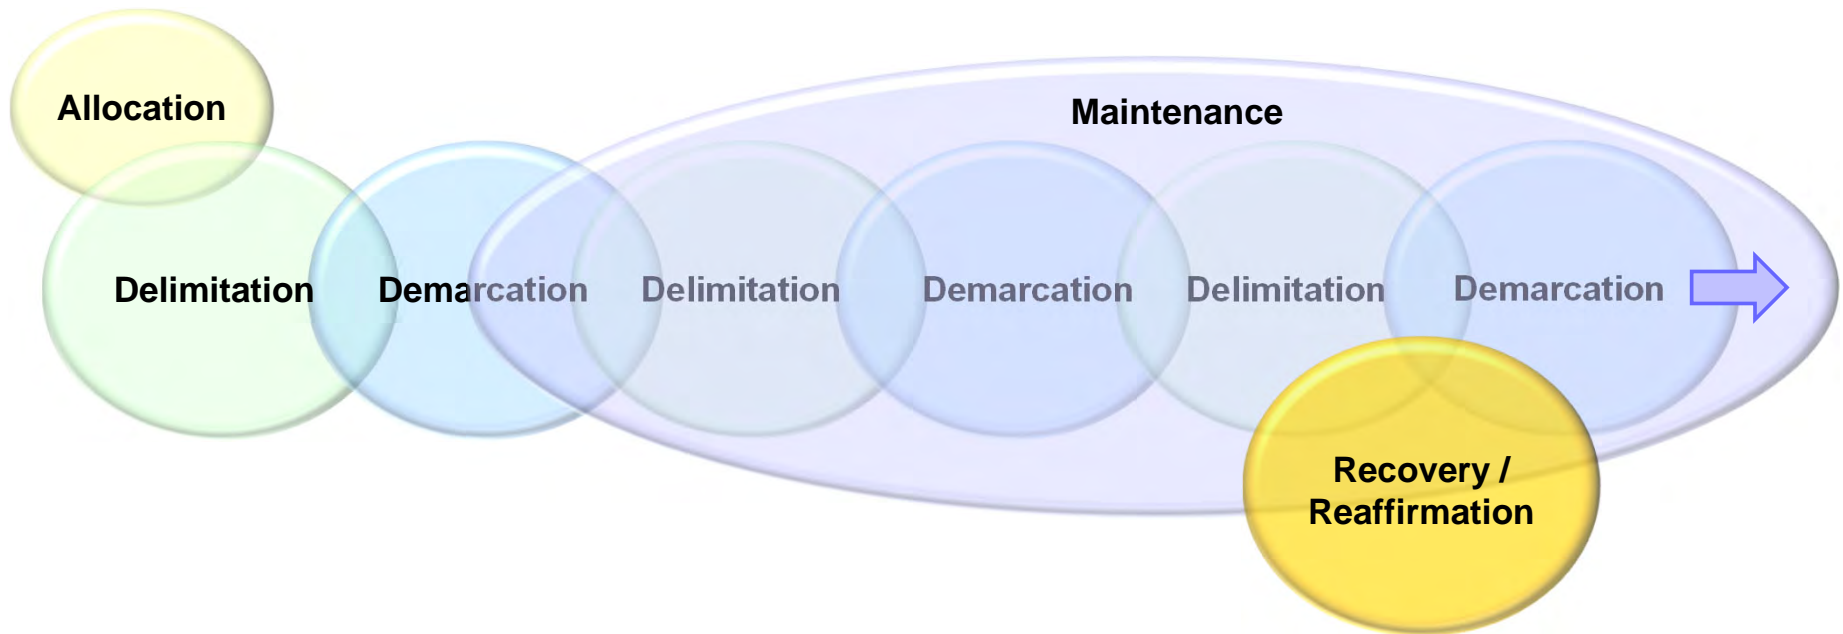 Allocation
Maintenance
Delimitation
Demarcation
Delimitation
Demarcation
Delimitation
Demarcation
Recovery /
Reaffirmation